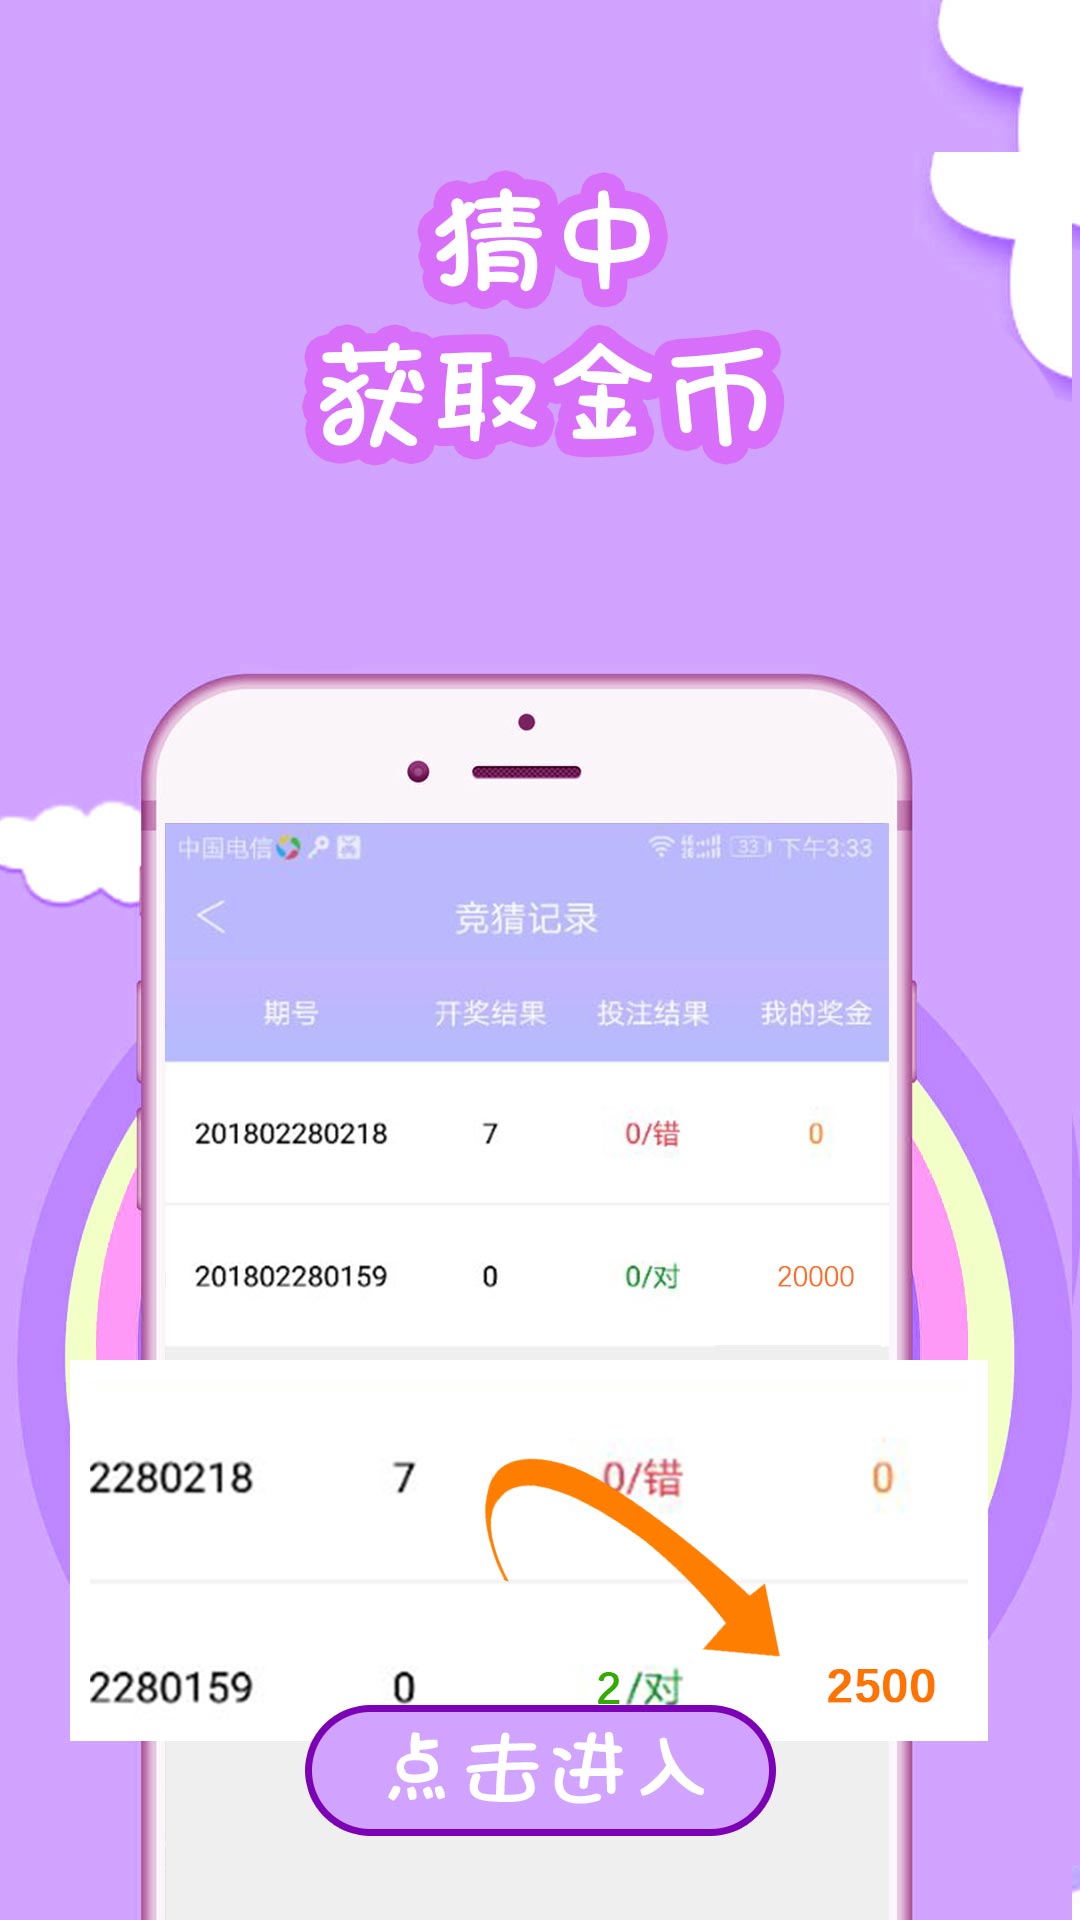 猜中
获取金币
中国电信 33 下午3:33
竞猜记录
期号 开奖结果 投注结果 我的奖金
201802280218 7 0/错 0
201802280159 0 0/对 20000
2280218 7 0/错 0
2280159 0 2/对 2500
点击进入